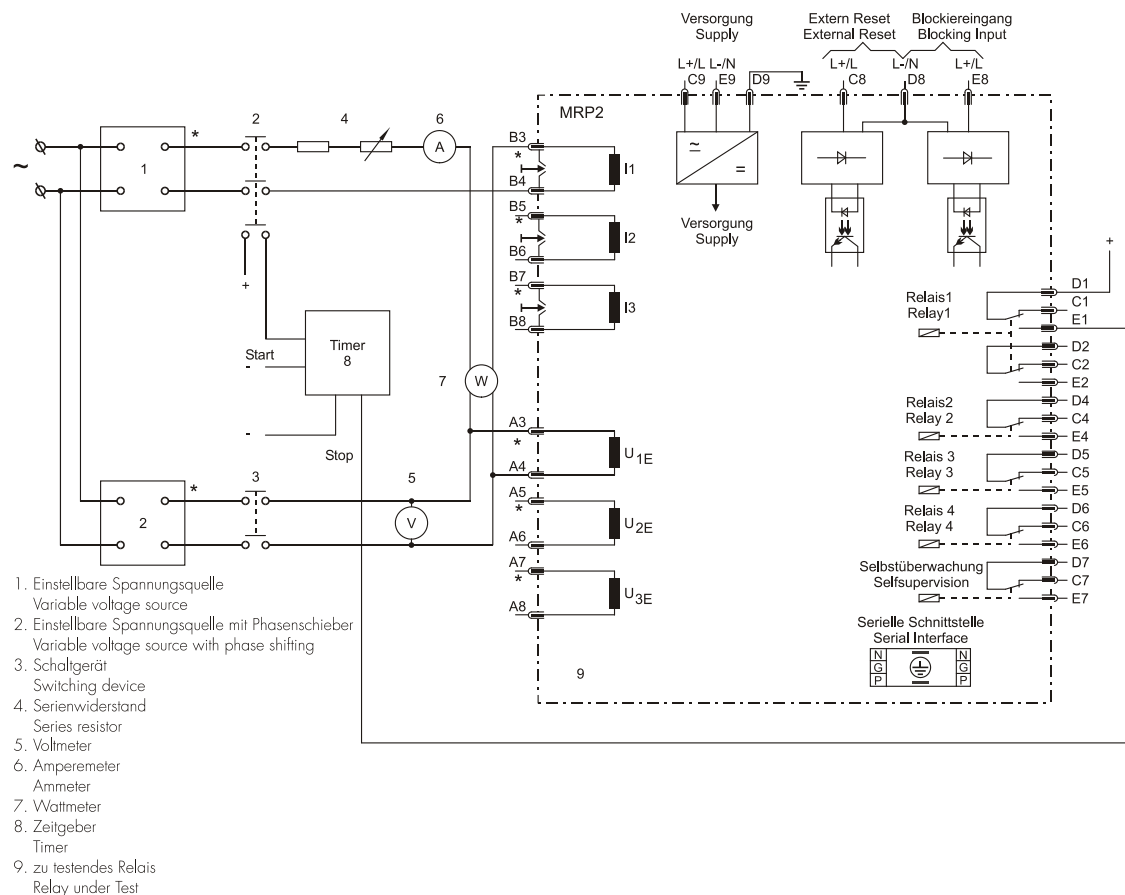 Versorgung
Supply
L+/L L-/N
C9 E9 D9
Extern Reset
External Reset
Blockiereingang
Blocking Input
L+/L L-/N L+/L
C8 D8 E8
MRP2
~
=
Versorgung
Supply
~
1
*
2
4
6
A
B3
*
I1
B4
B5
*
I2
B6
B7
*
I3
B8
+
Start
-
Timer
8
-
Stop
7
W
A3
*
U1E
A4
A5
*
U2E
A6
A7
*
U3E
A8
2
*
3
5
V
9
+
Relais1
Relay1
D1
C1
E1
D2
C2
E2
Relais2
Relay 2
D4
C4
E4
Relais 3
Relay 3
D5
C5
E5
Relais 4
Relay 4
D6
C6
E6
Selbstüberwachung
Selfsupervision
D7
C7
E7
Serielle Schnittstelle
Serial Interface
N N
G G
P P
1. Einstellbare Spannungsquelle
Variable voltage source
2. Einstellbare Spannungsquelle mit Phasenschieber
Variable voltage source with phase shifting
3. Schaltgerät
Switching device
4. Serienwiderstand
Series resistor
5. Voltmeter
6. Amperemeter
Ammeter
7. Wattmeter
8. Zeitgeber
Timer
9. zu testendes Relais
Relay under Test